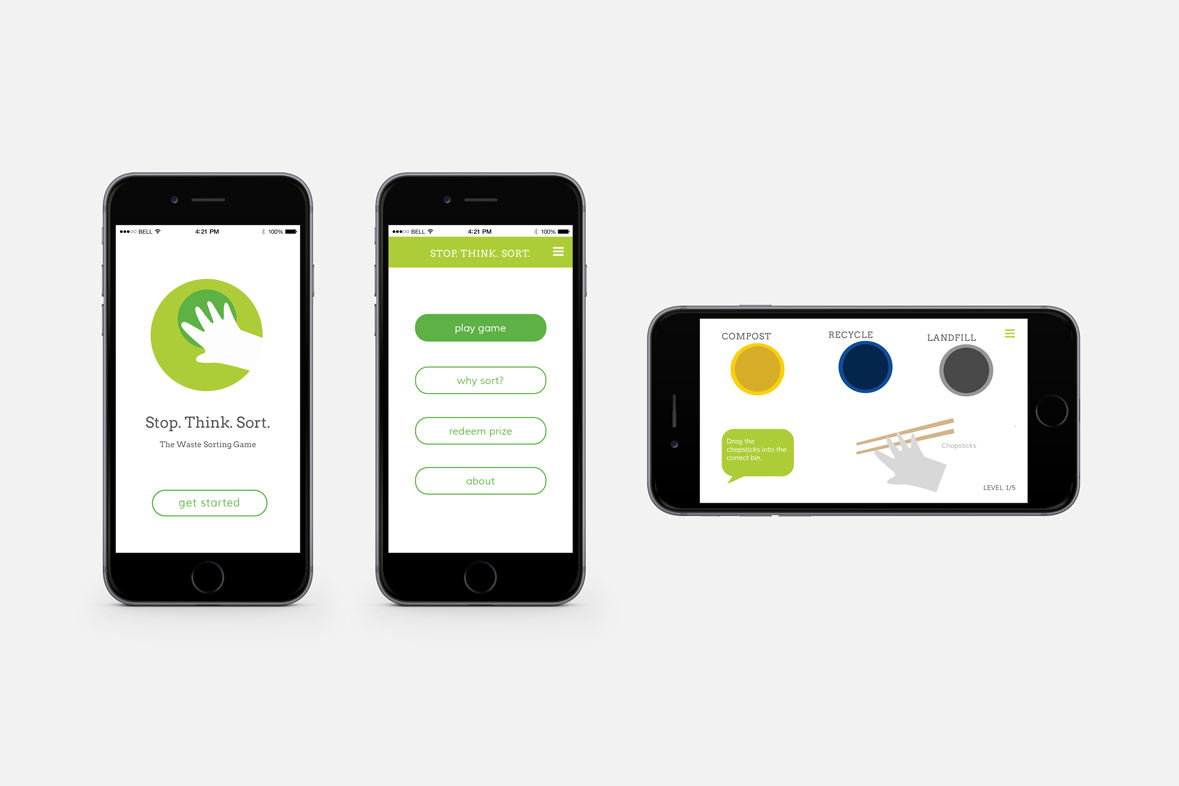 BELL 4:21 PM 100%
Stop. Think. Sort.
The Waste Sorting Game
get started
BELL 4:21 PM 100%
STOP. THINK. SORT.
play game
why sort?
redeem prize
about
COMPOST
RECYCLE
LANDFILL
Drag the
chopsticks into the
correct bin.
Chopsticks
LEVEL 1/5